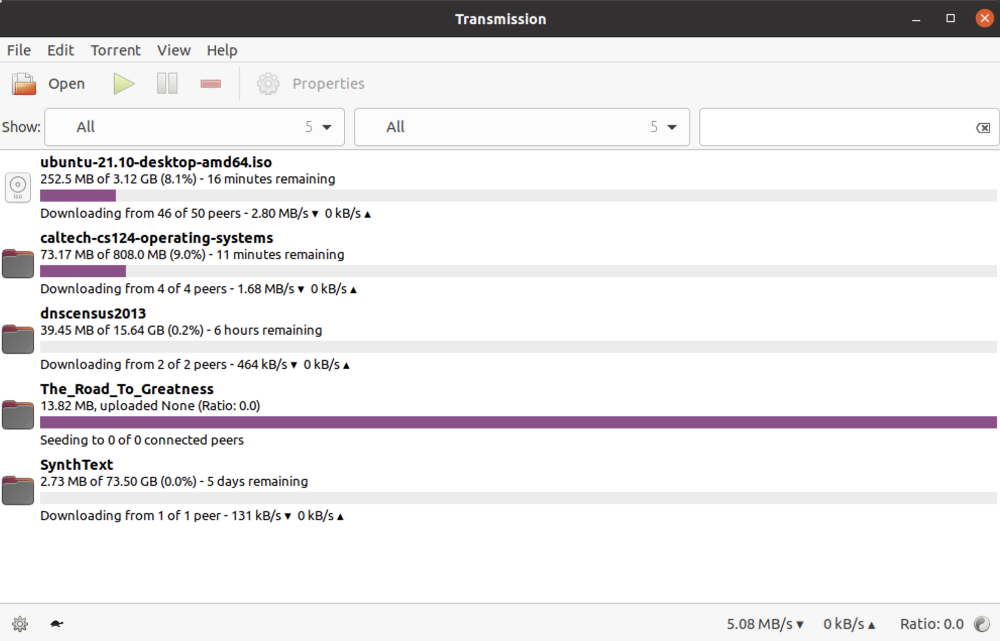 Transmission
File Edit Torrent View Help
Open Properties
Show: All 5 ▾ All 5 ▾
ubuntu-21.10-desktop-amd64.iso
252.5 MB of 3.12 GB (8.1%) - 16 minutes remaining
iso
Downloading from 46 of 50 peers - 2.80 MB/s ▾ 0 kB/s ▴
caltech-cs124-operating-systems
73.17 MB of 808.0 MB (9.0%) - 11 minutes remaining
Downloading from 4 of 4 peers - 1.68 MB/s ▾ 0 kB/s ▴
dnscensus2013
39.45 MB of 15.64 GB (0.2%) - 6 hours remaining
Downloading from 2 of 2 peers - 464 kB/s ▾ 0 kB/s ▴
The_Road_To_Greatness
13.82 MB, uploaded None (Ratio: 0.0)
Seeding to 0 of 0 connected peers
SynthText
2.73 MB of 73.50 GB (0.0%) - 5 days remaining
Downloading from 1 of 1 peer - 131 kB/s ▾ 0 kB/s ▴
5.08 MB/s ▾ 0 kB/s ▴ Ratio: 0.0